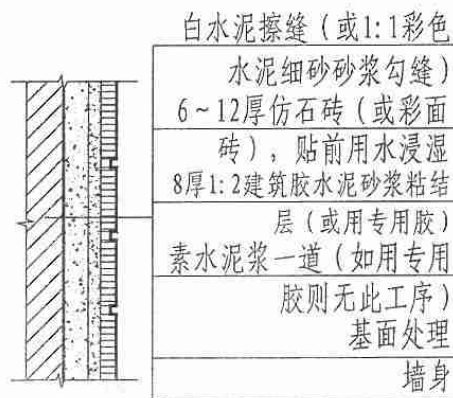 白水泥擦缝（或1:1彩色
水泥细砂砂浆勾缝）
6~12厚仿石砖（或彩面
砖），贴前用水浸湿
8厚1:2建筑胶水泥砂浆粘结
层（或用专用胶）
素水泥浆一道（如用专用
胶则无此工序）
基面处理
墙身